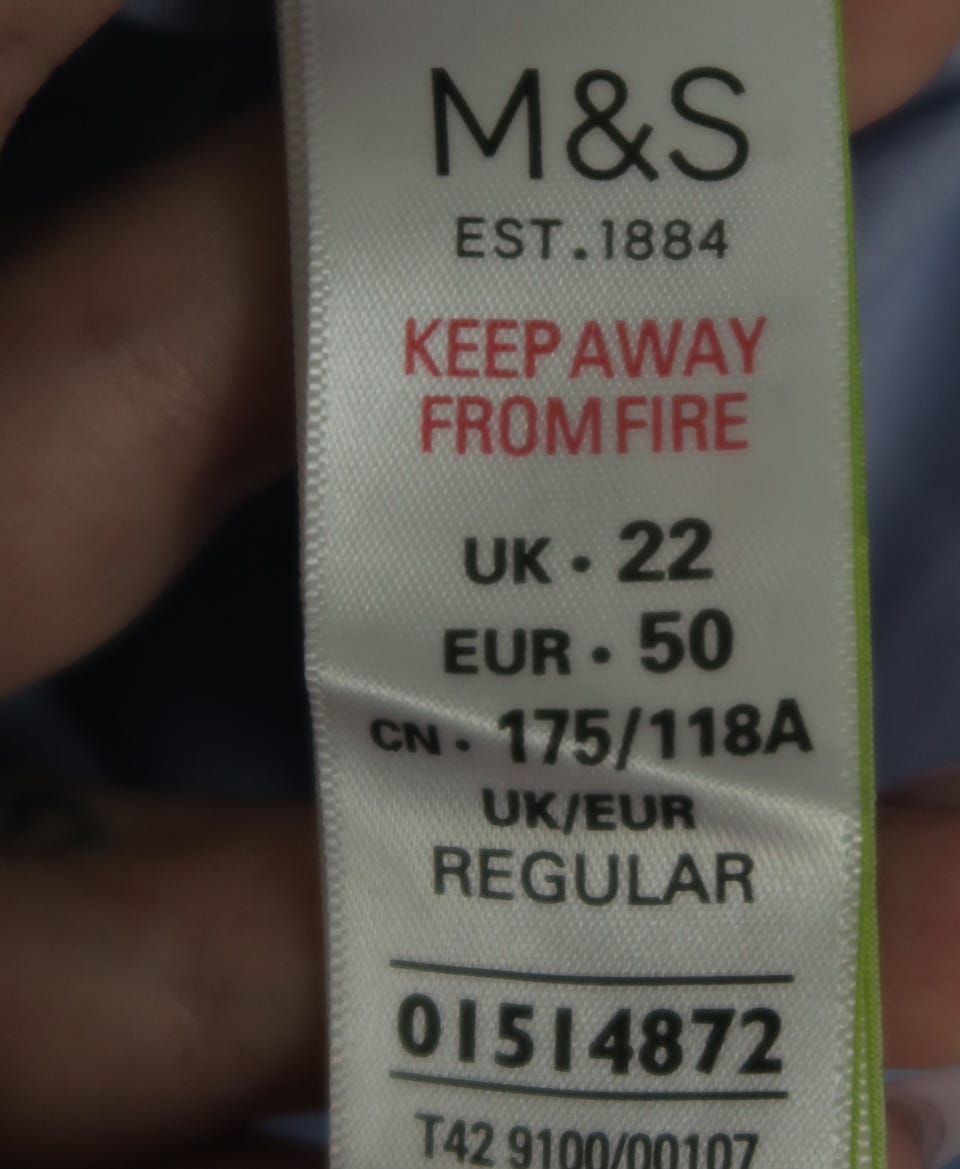 M&S
EST.1884
KEEP AWAY
FROM FIRE
UK · 22
EUR · 50
CN · 175/118A
UK/EUR
REGULAR
01514872
T42 9100/00107